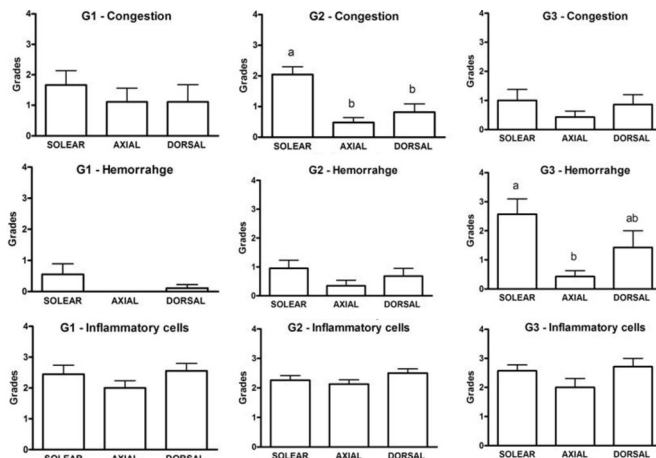 G1 - Congestion
Grades
4
3
2
1
0
SOLEAR AXIAL DORSAL
G2 - Congestion
Grades
4
3
2
1
0
a
b
b
SOLEAR AXIAL DORSAL
G3 - Congestion
Grades
4
3
2
1
0
SOLEAR AXIAL DORSAL
G1 - Hemorrahge
Grades
4
3
2
1
0
SOLEAR AXIAL DORSAL
G2 - Hemorrahge
Grades
4
3
2
1
0
SOLEAR AXIAL DORSAL
G3 - Hemorrahge
Grades
4
3
2
1
0
a
b
ab
SOLEAR AXIAL DORSAL
G1 - Inflammatory cells
Grades
4
3
2
1
0
SOLEAR AXIAL DORSAL
G2 - Inflammatory cells
Grades
4
3
2
1
0
SOLEAR AXIAL DORSAL
G3 - Inflammatory cells
Grades
4
3
2
1
0
SOLEAR AXIAL DORSAL